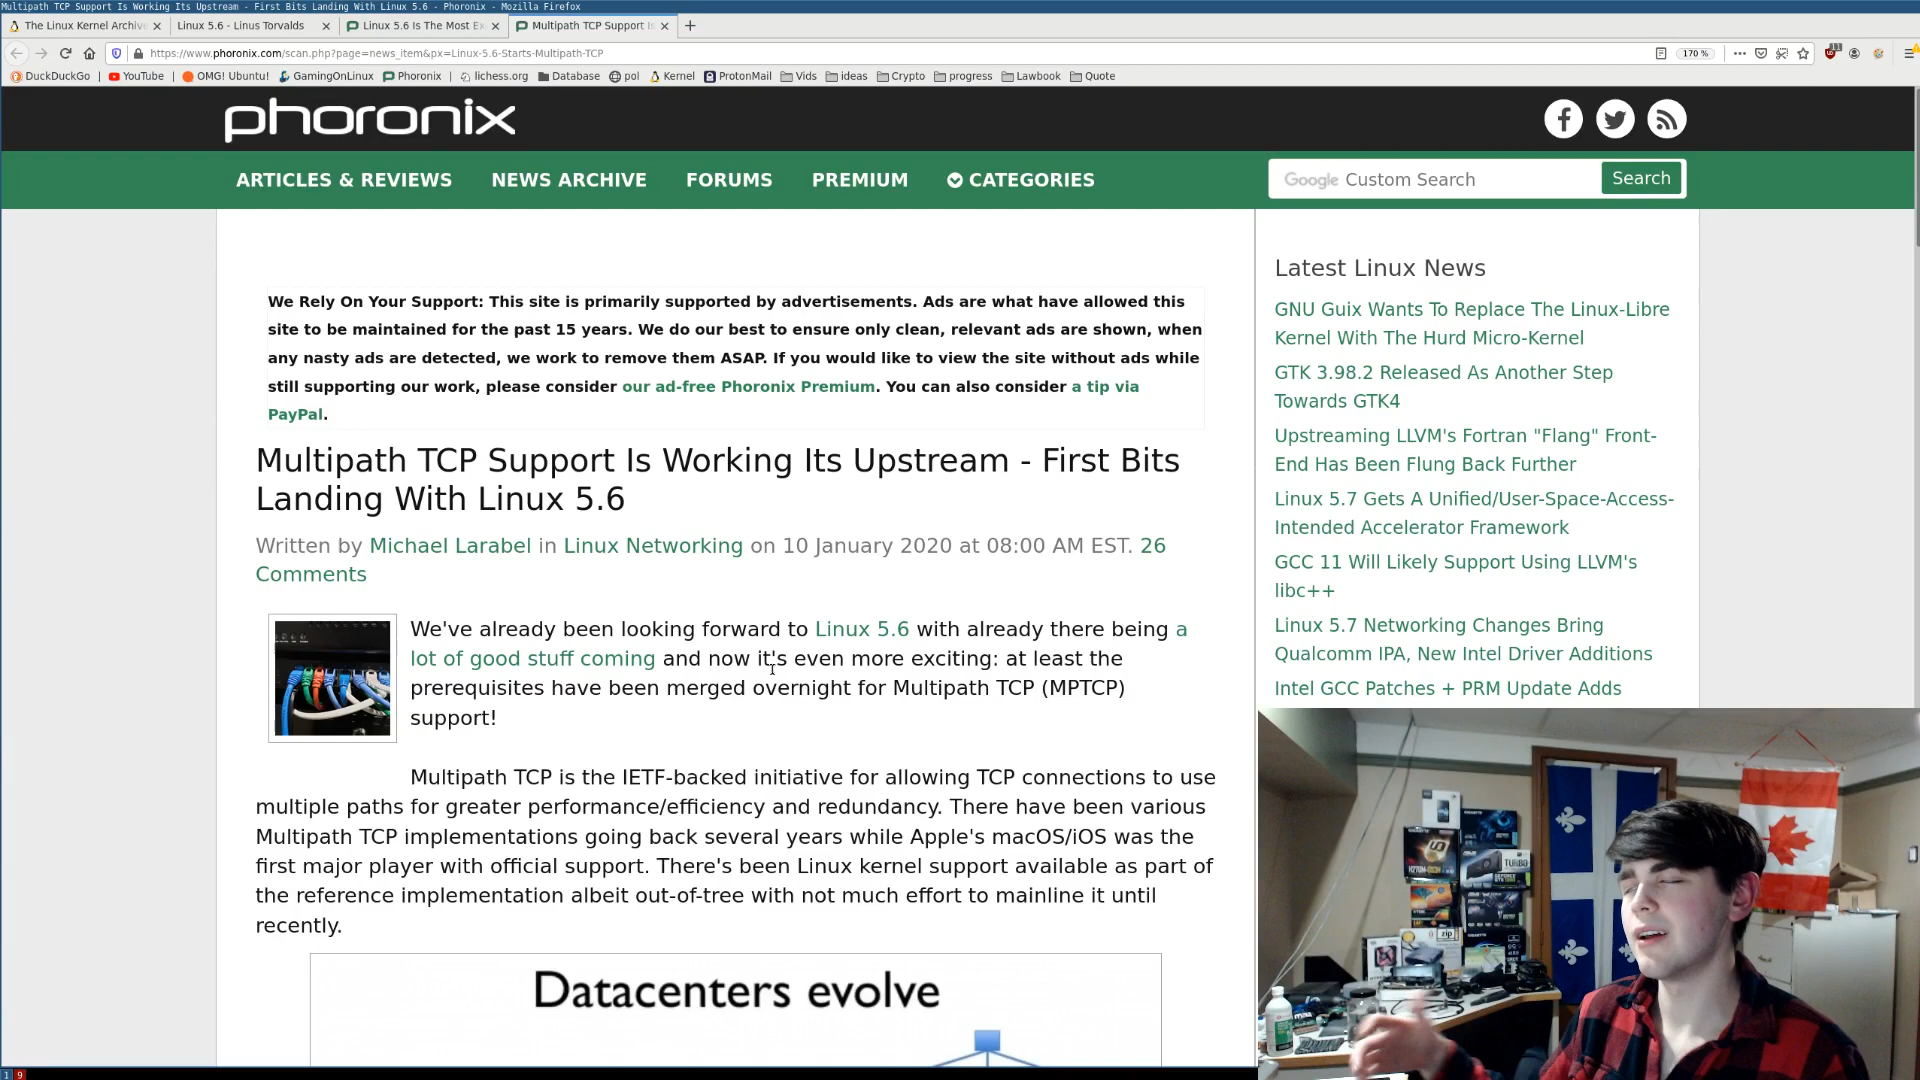 Multipath TCP Support Is Working Its Upstream - First Bits Landing With Linux 5.6 - Phoronix - Mozilla Firefox
The Linux Kernel Archive
Linux 5.6 - Linus Torvalds
Linux 5.6 Is The Most Ex
Multipath TCP Support I
https://www.phoronix.com/scan.php?page=news_item&px=Linux-5.6-Starts-Multipath-TCP
170 %
DuckDuckGo
YouTube
OMG! Ubuntu!
GamingOnLinux
Phoronix
lichess.org
Database
pol
Kernel
ProtonMail
Vids
ideas
Crypto
progress
Lawbook
Quote
phoronix
ARTICLES & REVIEWS
NEWS ARCHIVE
FORUMS
PREMIUM
CATEGORIES
Google Custom Search
Search
We Rely On Your Support: This site is primarily supported by advertisements. Ads are what have allowed this
site to be maintained for the past 15 years. We do our best to ensure only clean, relevant ads are shown, when
any nasty ads are detected, we work to remove them ASAP. If you would like to view the site without ads while
still supporting our work, please consider our ad-free Phoronix Premium. You can also consider a tip via
PayPal.
Multipath TCP Support Is Working Its Upstream - First Bits
Landing With Linux 5.6
Written by Michael Larabel in Linux Networking on 10 January 2020 at 08:00 AM EST. 26
Comments
We've already been looking forward to Linux 5.6 with already there being a
lot of good stuff coming and now it's even more exciting: at least the
prerequisites have been merged overnight for Multipath TCP (MPTCP)
support!
Multipath TCP is the IETF-backed initiative for allowing TCP connections to use
multiple paths for greater performance/efficiency and redundancy. There have been various
Multipath TCP implementations going back several years while Apple's macOS/iOS was the
first major player with official support. There's been Linux kernel support available as part of
the reference implementation albeit out-of-tree with not much effort to mainline it until
recently.
Datacenters evolve
Latest Linux News
GNU Guix Wants To Replace The Linux-Libre
Kernel With The Hurd Micro-Kernel
GTK 3.98.2 Released As Another Step
Towards GTK4
Upstreaming LLVM's Fortran "Flang" Front-
End Has Been Flung Back Further
Linux 5.7 Gets A Unified/User-Space-Access-
Intended Accelerator Framework
GCC 11 Will Likely Support Using LLVM's
libc++
Linux 5.7 Networking Changes Bring
Qualcomm IPA, New Intel Driver Additions
Intel GCC Patches + PRM Update Adds
TURBO
zip
1 9